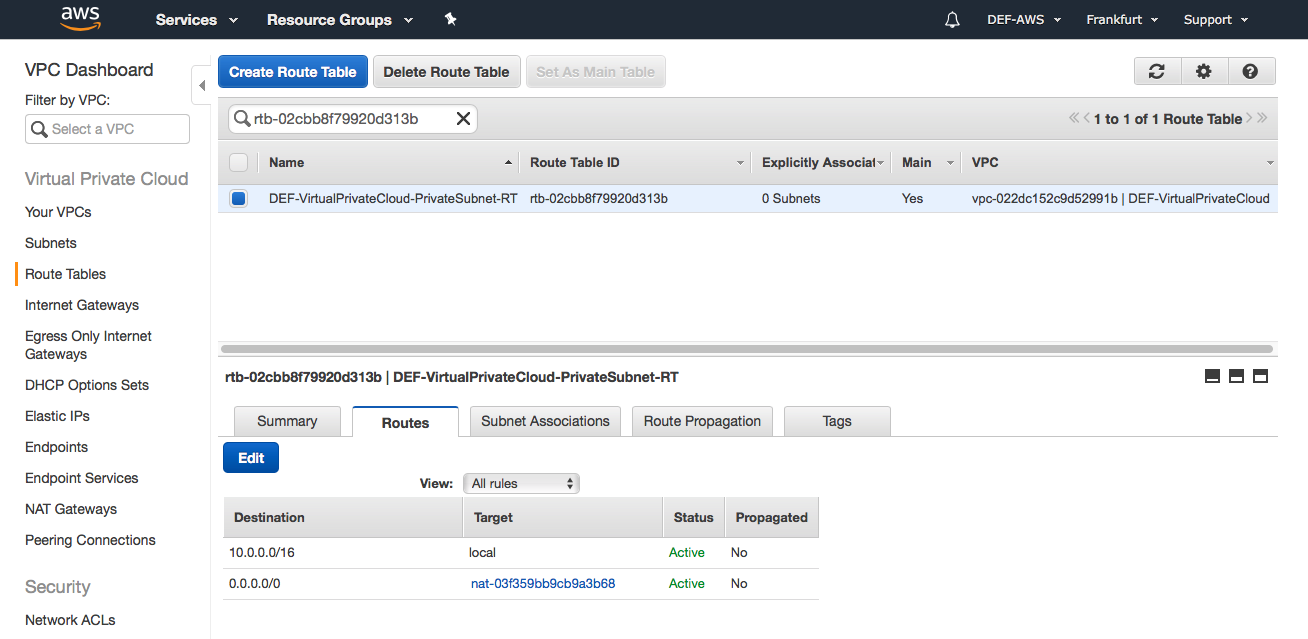 aws Services Resource Groups DEF-AWS Frankfurt Support
VPC Dashboard
Filter by VPC:
Select a VPC
Virtual Private Cloud
Your VPCs
Subnets
Route Tables
Internet Gateways
Egress Only Internet
Gateways
DHCP Options Sets
Elastic IPs
Endpoints
Endpoint Services
NAT Gateways
Peering Connections
Security
Network ACLs
Create Route Table Delete Route Table Set As Main Table
rtb-02cbb8f79920d313b 1 to 1 of 1 Route Table
Name Route Table ID Explicitly Associat Main VPC
DEF-VirtualPrivateCloud-PrivateSubnet-RT rtb-02cbb8f79920d313b 0 Subnets Yes vpc-022dc152c9d52991b | DEF-VirtualPrivateCloud
rtb-02cbb8f79920d313b | DEF-VirtualPrivateCloud-PrivateSubnet-RT
Summary Routes Subnet Associations Route Propagation Tags
Edit
View: All rules
Destination Target Status Propagated
10.0.0.0/16 local Active No
0.0.0.0/0 nat-03f359bb9cb9a3b68 Active No